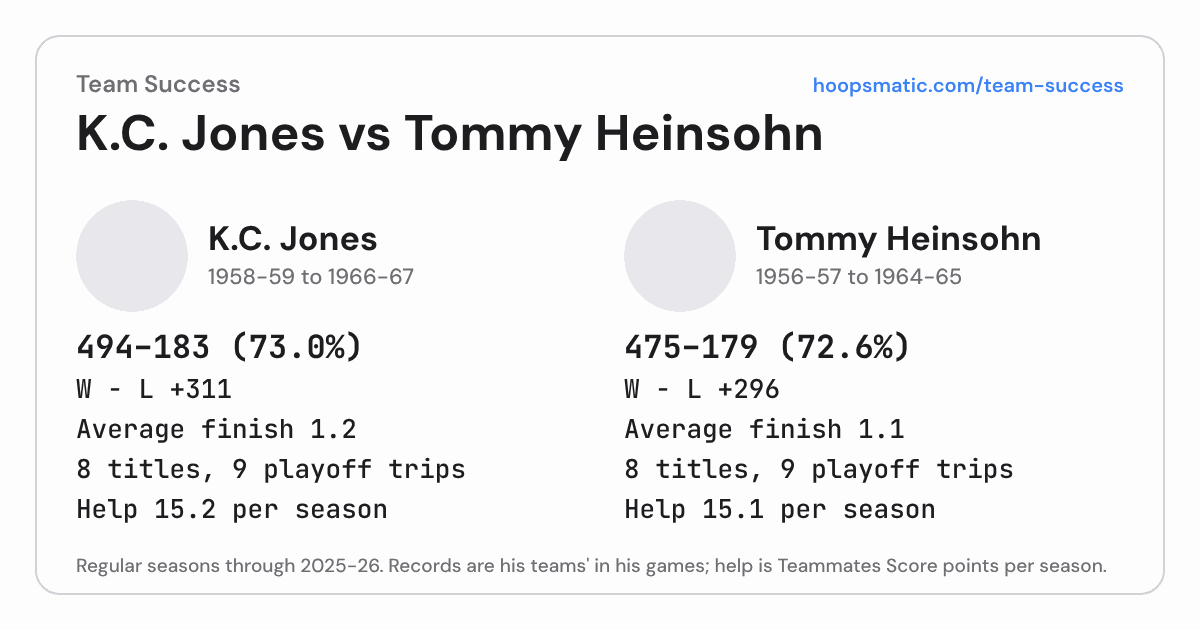 Team Success
hoopsmatic.com/team-success
K.C. Jones vs Tommy Heinsohn
K.C. Jones
1958-59 to 1966-67
494-183 (73.0%)
W - L +311
Average finish 1.2
8 titles, 9 playoff trips
Help 15.2 per season
Tommy Heinsohn
1956-57 to 1964-65
475-179 (72.6%)
W - L +296
Average finish 1.1
8 titles, 9 playoff trips
Help 15.1 per season
Regular seasons through 2025-26. Records are his teams' in his games; help is Teammates Score points per season.